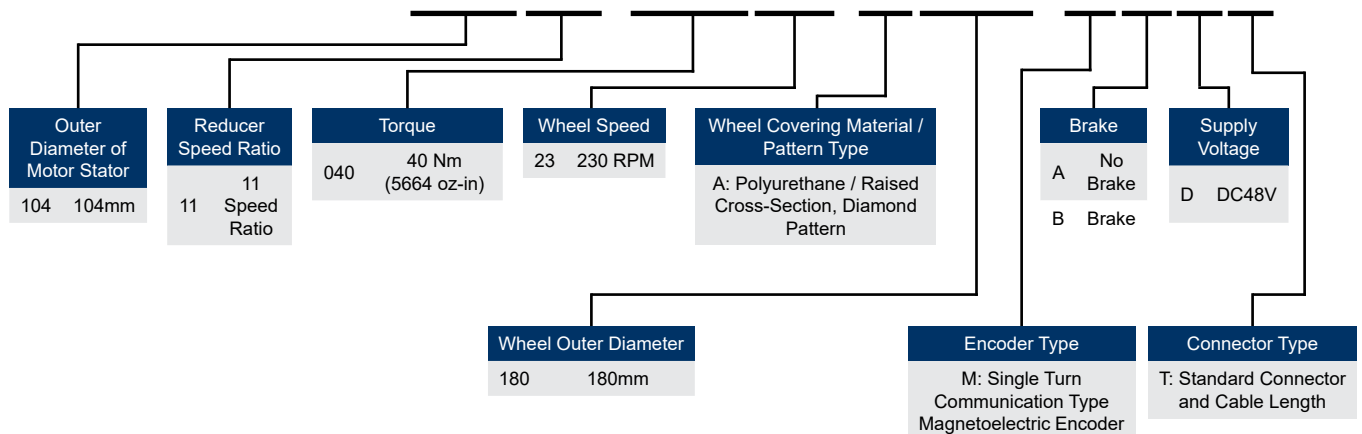 Outer
Diameter of
Motor Stator
104 104mm
Reducer
Speed Ratio
11 11
Speed
Ratio
Torque
040 40 Nm
(5664 oz-in)
Wheel Speed
23 230 RPM
Wheel Covering Material /
Pattern Type
A: Polyurethane / Raised
Cross-Section, Diamond
Pattern
Brake
A No
Brake
B Brake
Supply
Voltage
D DC48V
Wheel Outer Diameter
180 180mm
Encoder Type
M: Single Turn
Communication Type
Magnetoelectric Encoder
Connector Type
T: Standard Connector
and Cable Length